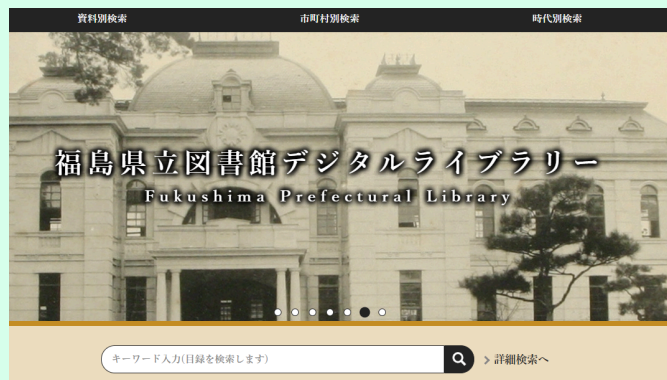 資料別検索 市町村別検索 時代別検索
福島県立図書館デジタルライブラリー
Fukushima Prefectural Library
キーワード入力(目録を検索します)
詳細検索へ